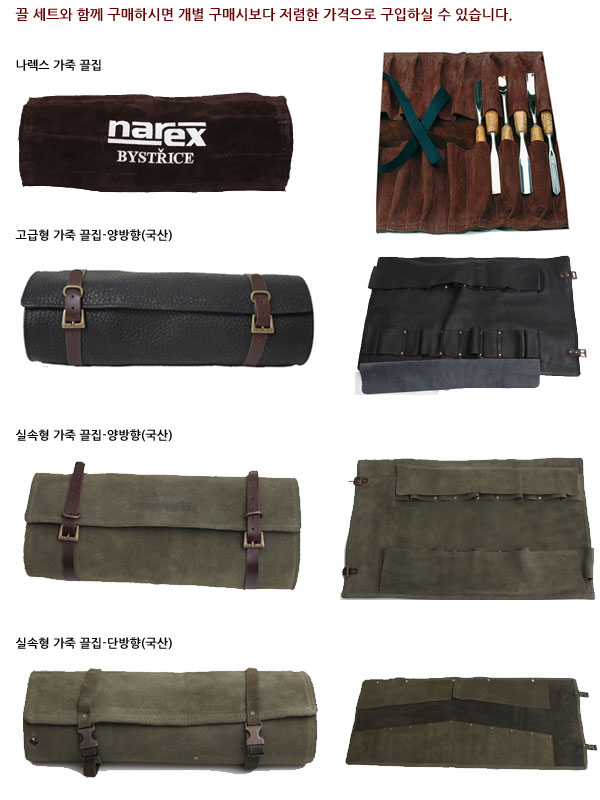 끌 세트와 함께 구매하시면 개별 구매시보다 저렴한 가격으로 구입하실 수 있습니다.
나렉스 가죽 끌집
narex
BYSTŘICE
고급형 가죽 끌집-양방향(국산)
실속형 가죽 끌집-양방향(국산)
실속형 가죽 끌집-단방향(국산)